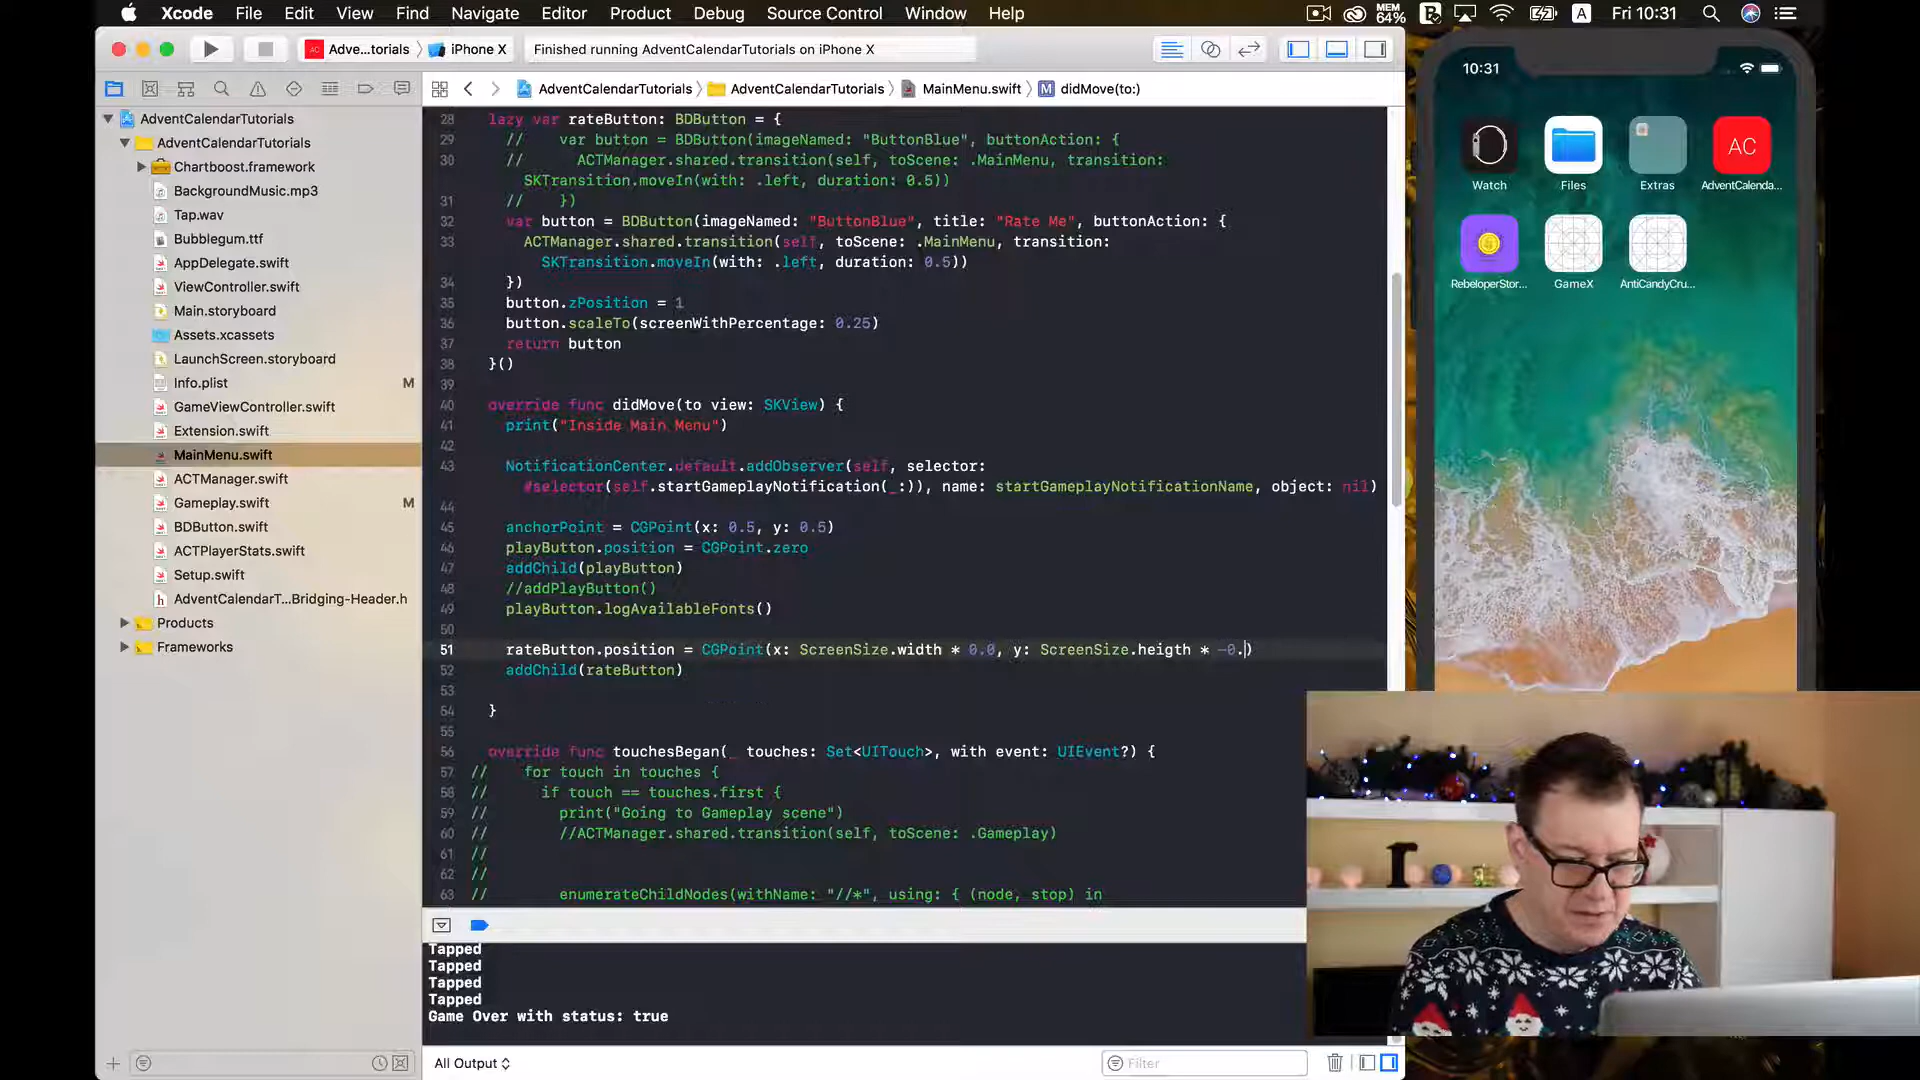 Xcode File Edit View Find Navigate Editor Product Debug Source Control Window Help MEM 64% A Fri 10:31
Adve...torials iPhone X Finished running AdventCalendarTutorials on iPhone X
AdventCalendarTutorials AdventCalendarTutorials MainMenu.swift M didMove(to:)
AdventCalendarTutorials
AdventCalendarTutorials
Chartboost.framework
BackgroundMusic.mp3
Tap.wav
Bubblegum.ttf
AppDelegate.swift
ViewController.swift
Main.storyboard
Assets.xcassets
LaunchScreen.storyboard
Info.plist M
GameViewController.swift
Extension.swift
MainMenu.swift
ACTManager.swift
Gameplay.swift M
BDButton.swift
ACTPlayerStats.swift
Setup.swift
h AdventCalendarT...Bridging-Header.h
Products
Frameworks
28 lazy var rateButton: BDButton = {
29 // var button = BDButton(imageNamed: "ButtonBlue", buttonAction: {
30 // ACTManager.shared.transition(self, toScene: .MainMenu, transition:
SKTransition.moveIn(with: .left, duration: 0.5))
31 // })
32 var button = BDButton(imageNamed: "ButtonBlue", title: "Rate Me", buttonAction: {
33 ACTManager.shared.transition(self, toScene: .MainMenu, transition:
SKTransition.moveIn(with: .left, duration: 0.5))
34 })
35 button.zPosition = 1
36 button.scaleTo(screenWithPercentage: 0.25)
37 return button
38 }()
39
40 override func didMove(to view: SKView) {
41 print("Inside Main Menu")
42
43 NotificationCenter.default.addObserver(self, selector:
#selector(self.startGameplayNotification(_:)), name: startGameplayNotificationName, object: nil)
44
45 anchorPoint = CGPoint(x: 0.5, y: 0.5)
46 playButton.position = CGPoint.zero
47 addChild(playButton)
48 //addPlayButton()
49 playButton.logAvailableFonts()
50
51 rateButton.position = CGPoint(x: ScreenSize.width * 0.0, y: ScreenSize.heigth * -0.)
52 addChild(rateButton)
53
54 }
55
56 override func touchesBegan(_ touches: Set<UITouch>, with event: UIEvent?) {
57 // for touch in touches {
58 // if touch == touches.first {
59 // print("Going to Gameplay scene")
60 // //ACTManager.shared.transition(self, toScene: .Gameplay)
61 //
62 //
63 // enumerateChildNodes(withName: "//*", using: { (node, stop) in
Tapped
Tapped
Tapped
Tapped
Game Over with status: true
All Output Filter
10:31
AC
Watch Files Extras AdventCalenda...
RebeloperStor... GameX AntiCandyCru...